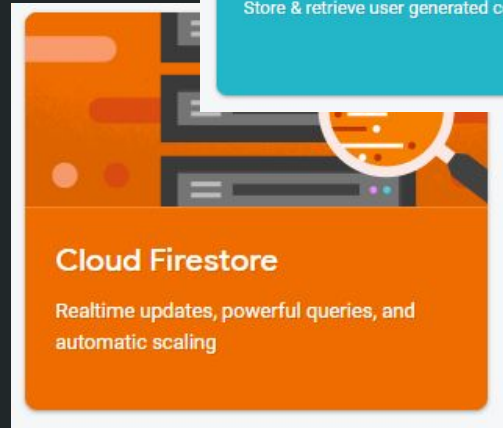 Store & retrieve user generated
Cloud Firestore
Realtime updates, powerful queries, and
automatic scaling